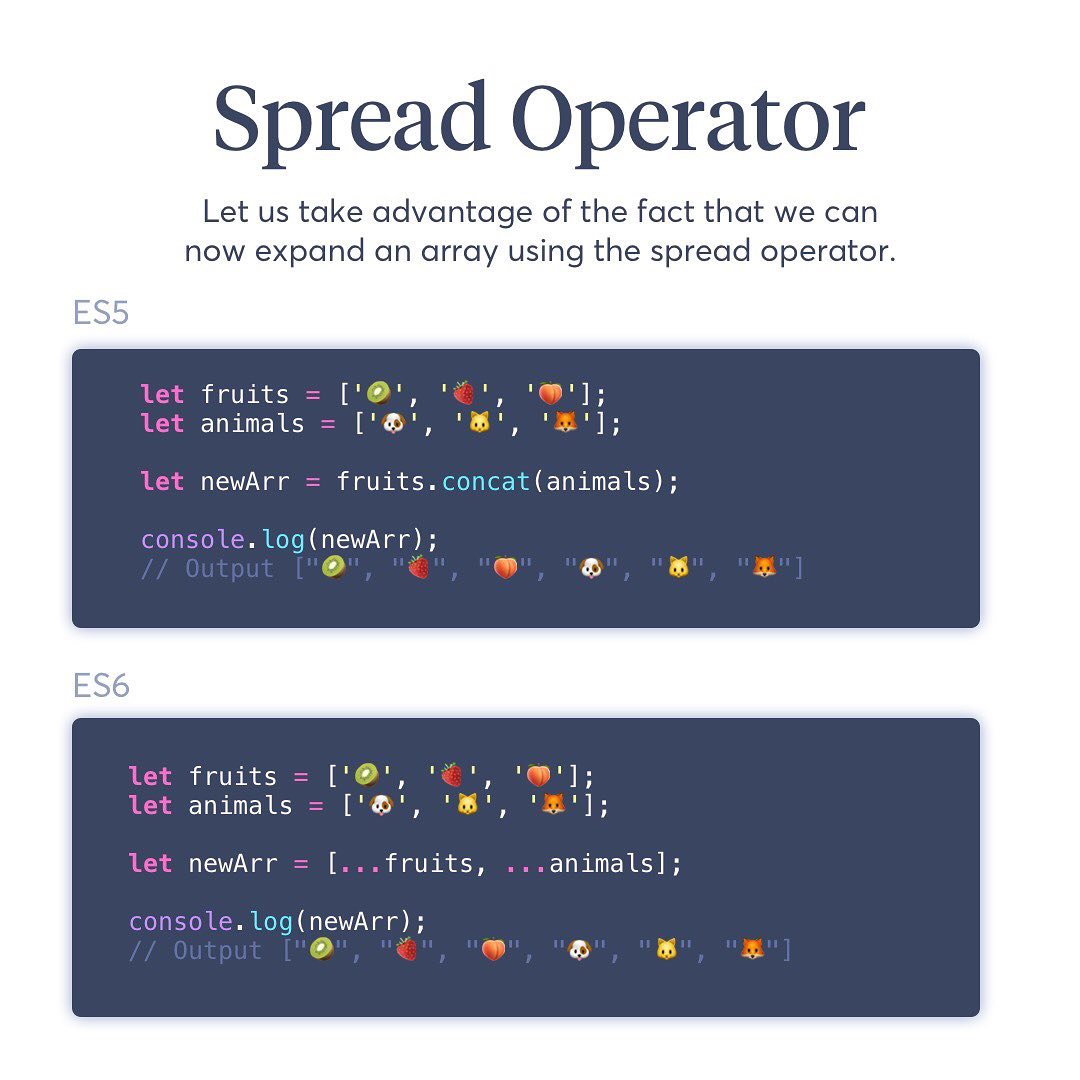 Spread Operator
Let us take advantage of the fact that we can
now expand an array using the spread operator.
ES5
let fruits = ['🥝', '🍓', '🍑'];
let animals = ['🐶', '🐱', '🦊'];
let newArr = fruits.concat(animals);
console.log(newArr);
// Output ["🥝", "🍓", "🍑", "🐶", "🐱", "🦊"]
ES6
let fruits = ['🥝', '🍓', '🍑'];
let animals = ['🐶', '🐱', '🦊'];
let newArr = [...fruits, ...animals];
console.log(newArr);
// Output ["🥝", "🍓", "🍑", "🐶", "🐱", "🦊"]